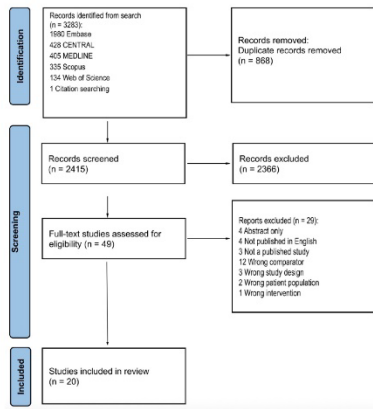 Identification
Records identified from search
(n = 3283):
1980 Embase
428 CENTRAL
405 MEDLINE
335 Scopus
134 Web of Science
1 Citation searching
Records removed:
Duplicate records removed
(n = 868)
Screening
Records screened
(n = 2415)
Records excluded
(n = 2366)
Full-text studies assessed for
eligibility (n = 49)
Reports excluded (n = 29):
4 Abstract only
4 Not published in English
3 Not a published study
12 Wrong comparator
3 Wrong study design
2 Wrong patient population
1 Wrong intervention
Included
Studies included in review
(n = 20)